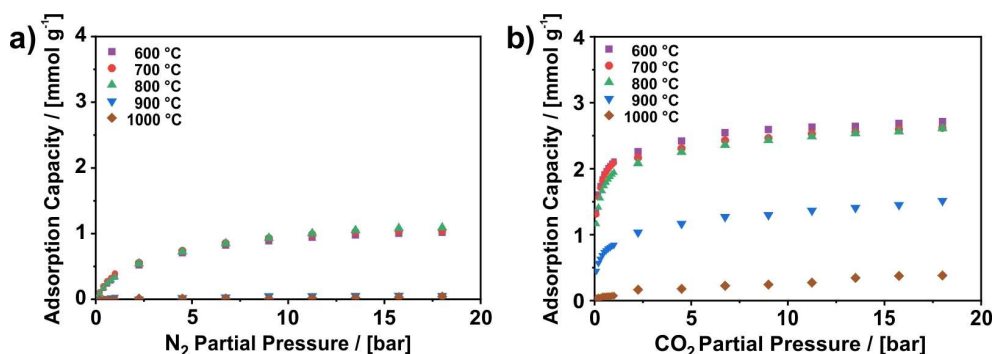 a)
Adsorption Capacity / [mmol g⁻¹]
4
3
2
1
0
600 °C
700 °C
800 °C
900 °C
1000 °C
0 5 10 15 20
N₂ Partial Pressure / [bar]
b)
Adsorption Capacity / [mmol g⁻¹]
4
3
2
1
0
600 °C
700 °C
800 °C
900 °C
1000 °C
0 5 10 15 20
CO₂ Partial Pressure / [bar]